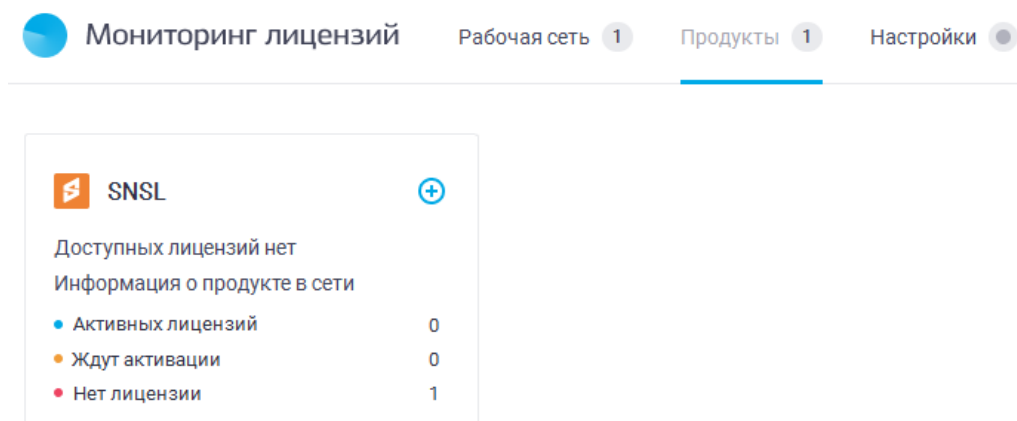 Мониторинг лицензий Рабочая сеть 1 Продукты 1 Настройки
SNSL
Доступных лицензий нет
Информация о продукте в сети
Активных лицензий 0
Ждут активации 0
Нет лицензии 1